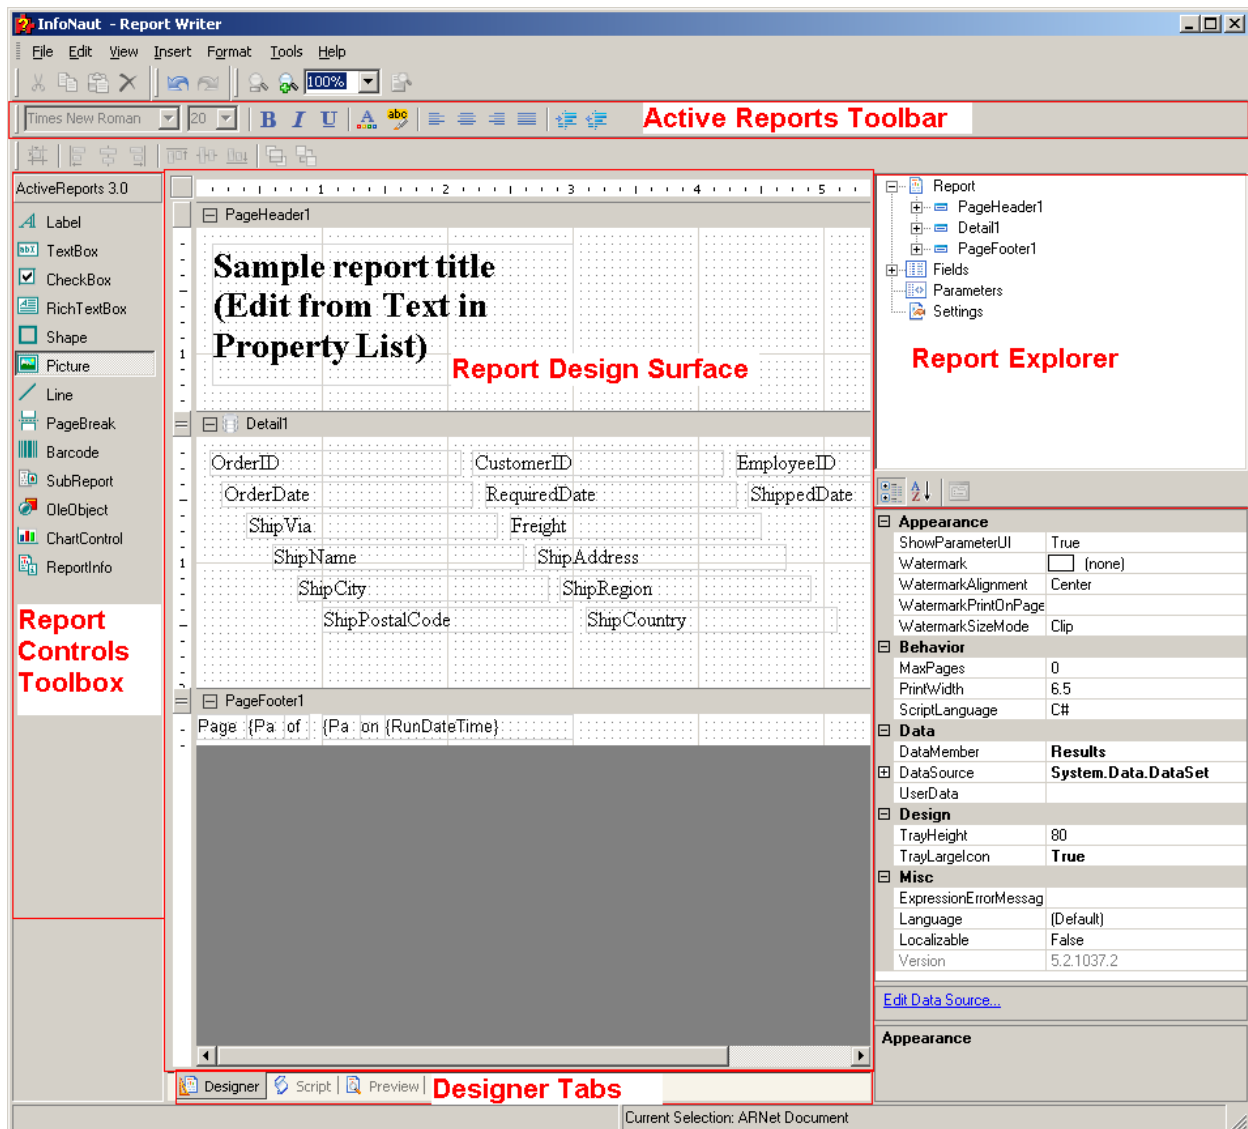 InfoNaut - Report Writer
File Edit View Insert Format Tools Help
100%
Times New Roman 20 B I U A abc Active Reports Toolbar
ActiveReports 3.0
Label
TextBox
CheckBox
RichTextBox
Shape
Picture
Line
PageBreak
Barcode
SubReport
OleObject
ChartControl
ReportInfo
Report
Controls
Toolbox
1 2 3 4 5
PageHeader1
Sample report title
(Edit from Text in
Property List)
1
Report Design Surface
Detail1
OrderID CustomerID EmployeeID
OrderDate RequiredDate ShippedDate
ShipVia Freight
ShipName ShipAddress
1
ShipCity ShipRegion
ShipPostalCode ShipCountry
PageFooter1
Page {Pa of {Pa on {RunDateTime}
Designer Script Preview Designer Tabs
Report
PageHeader1
Detail1
PageFooter1
Fields
Parameters
Settings
Report Explorer
Appearance
ShowParameterUI True
Watermark (none)
WatermarkAlignment Center
WatermarkPrintOnPage
WatermarkSizeMode Clip
Behavior
MaxPages 0
PrintWidth 6.5
ScriptLanguage C#
Data
DataMember Results
DataSource System.Data.DataSet
UserData
Design
TrayHeight 80
TrayLargeIcon True
Misc
ExpressionErrorMessag
Language (Default)
Localizable False
Version 5.2.1037.2
Edit Data Source...
Appearance
Current Selection: ARNet Document